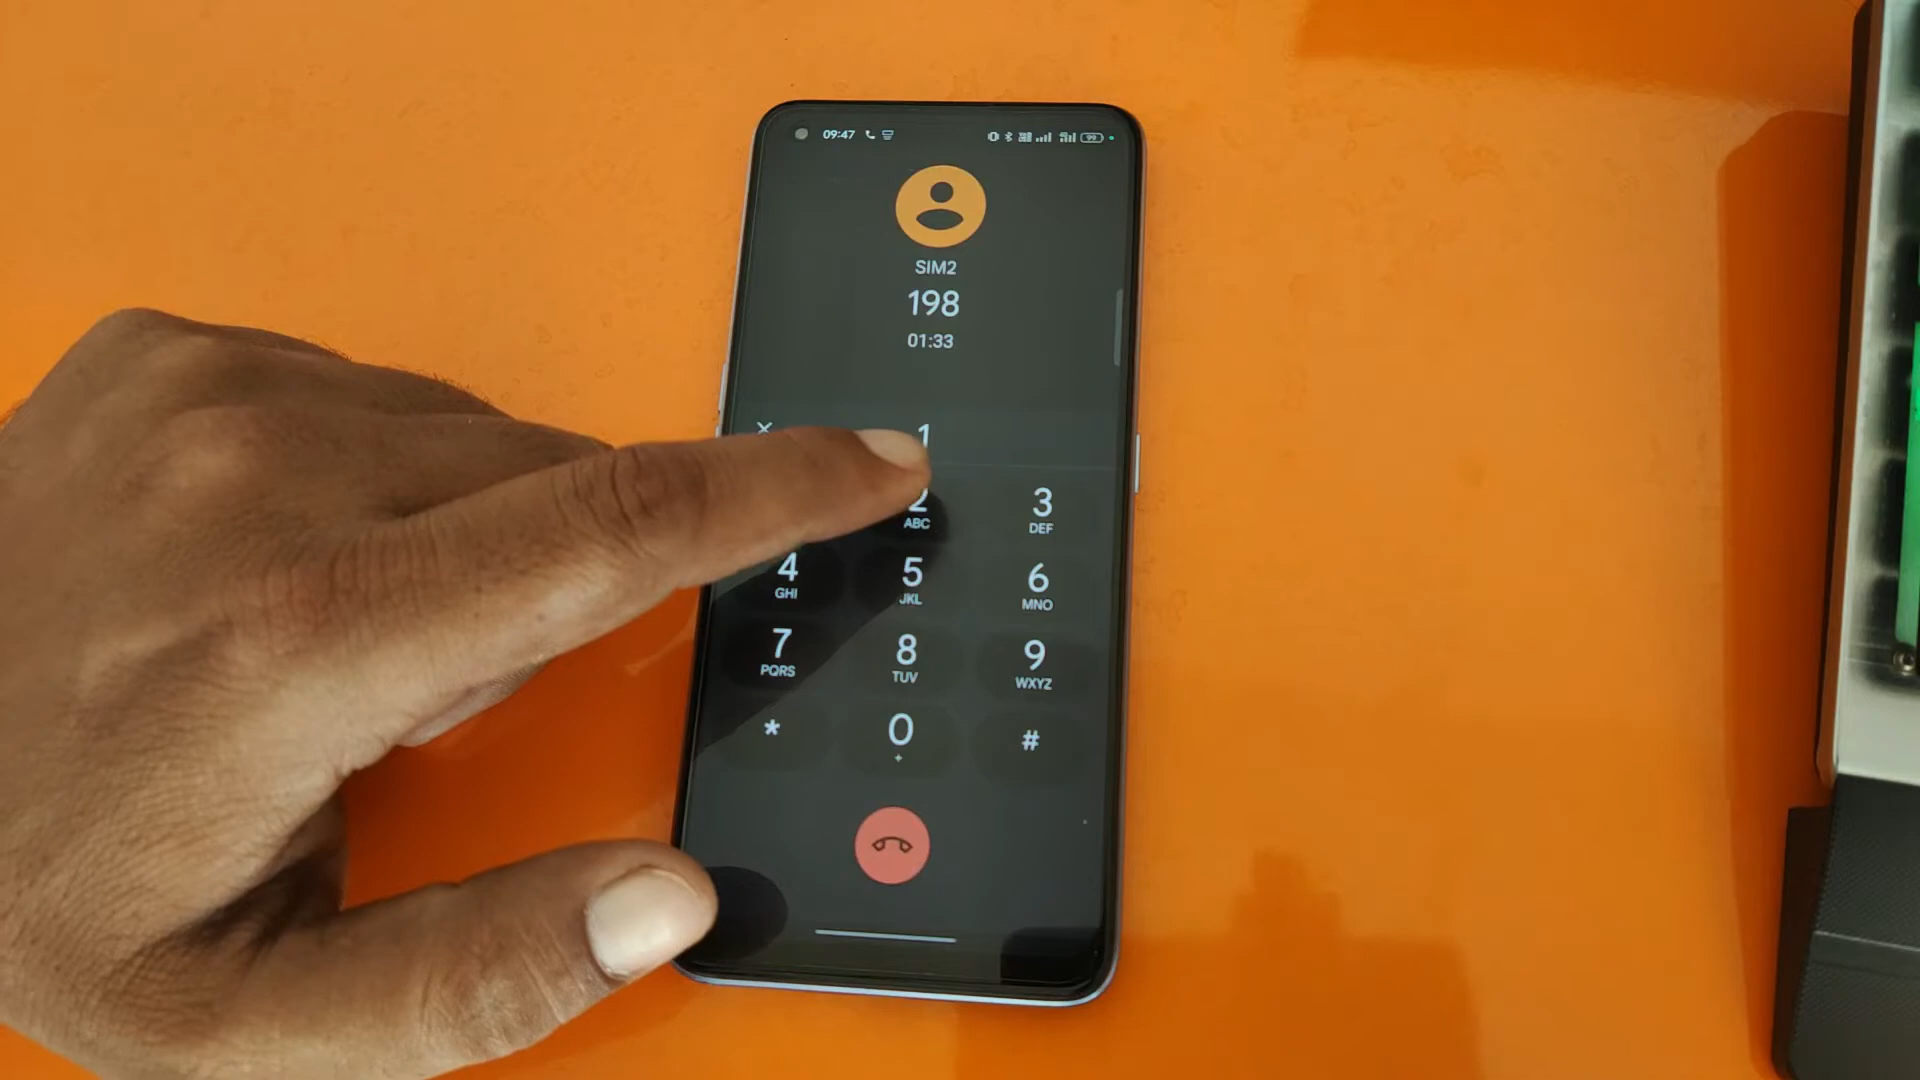 09:47
99
SIM2
198
01:33
1
2 3
ABC DEF
4 5 6
GHI JKL MNO
7 8 9
PQRS TUV WXYZ
* 0 #
+